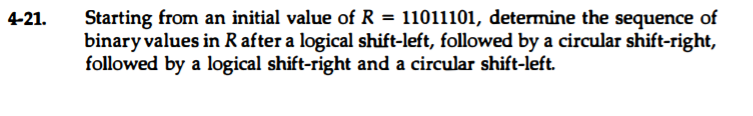 4-21. Starting from an initial value of R = 11011101, determine the sequence of
binary values in R after a logical shift-left, followed by a circular shift-right,
followed by a logical shift-right and a circular shift-left.